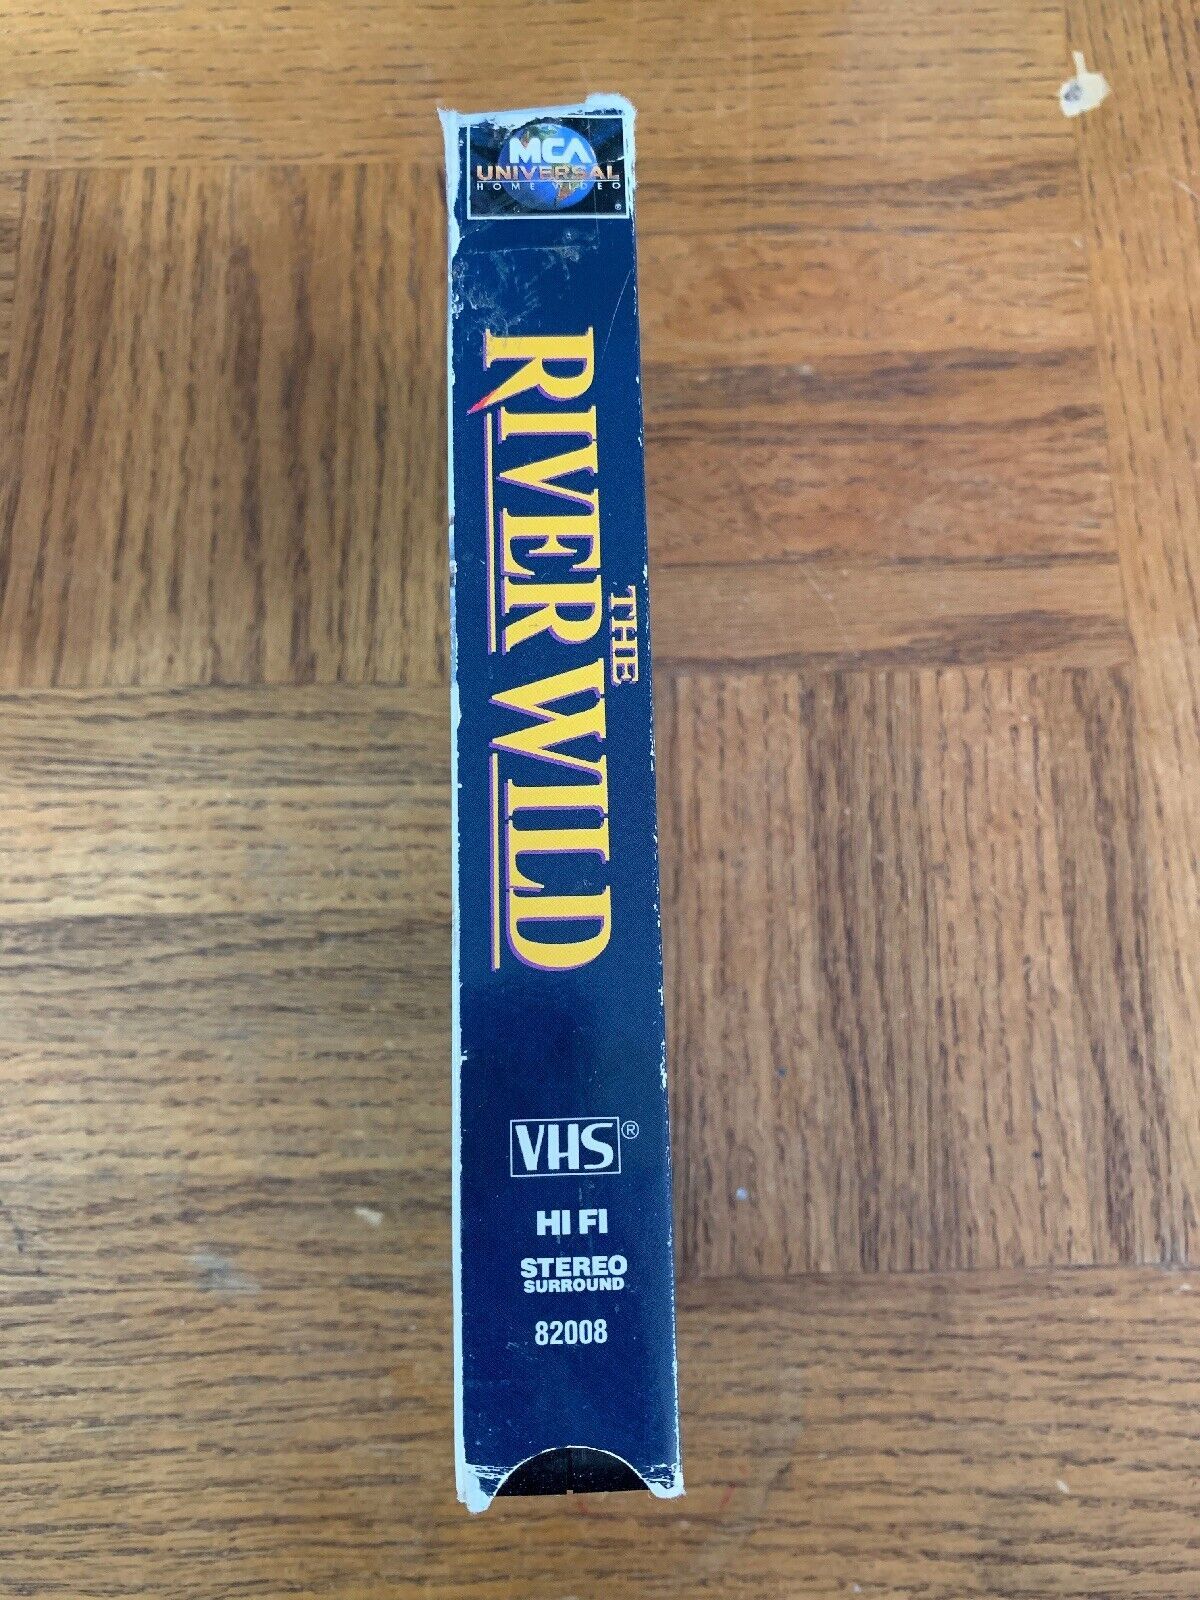 MCA
UNIVERSAL
HOME VIDEO
®
THE
RIVER WILD
VHS®
HI FI
STEREO
SURROUND
82008